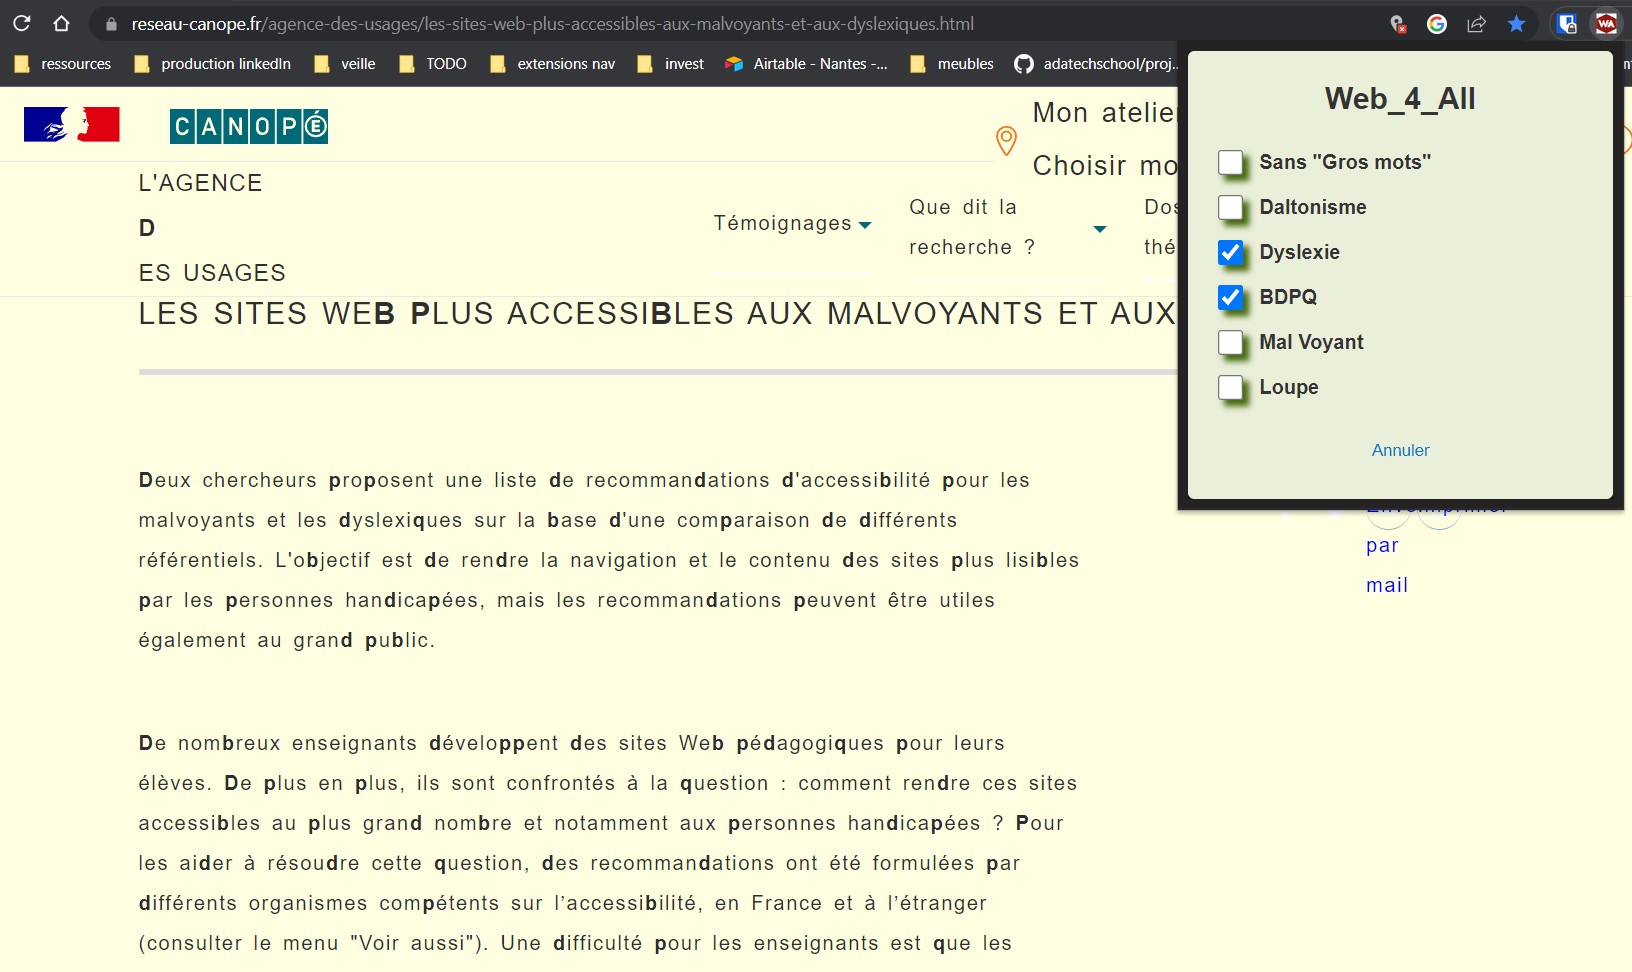 reseau-canope.fr/agence-des-usages/les-sites-web-plus-accessibles-aux-malvoyants-et-aux-dyslexiques.html
ressources
production linkedIn
veille
TODO
extensions nav
invest
Airtable - Nantes -...
meubles
adatechschool/proj...
CANOPÉ
Mon atelier
Choisir mo
L'AGENCE
D
ES USAGES
Témoignages
Que dit la
recherche ?
Dos
thé
LES SITES WEB PLUS ACCESSIBLES AUX MALVOYANTS ET AUX
Web_4_All
Sans "Gros mots"
Daltonisme
Dyslexie
BDPQ
Mal Voyant
Loupe
Annuler
Deux chercheurs proposent une liste de recommandations d'accessibilité pour les
malvoyants et les dyslexiques sur la base d'une comparaison de différents
référentiels. L'objectif est de rendre la navigation et le contenu des sites plus lisibles
par les personnes handicapées, mais les recommandations peuvent être utiles
également au grand public.
par
mail
De nombreux enseignants développent des sites Web pédagogiques pour leurs
élèves. De plus en plus, ils sont confrontés à la question : comment rendre ces sites
accessibles au plus grand nombre et notamment aux personnes handicapées ? Pour
les aider à résoudre cette question, des recommandations ont été formulées par
différents organismes compétents sur l’accessibilité, en France et à l’étranger
(consulter le menu "Voir aussi"). Une difficulté pour les enseignants est que les